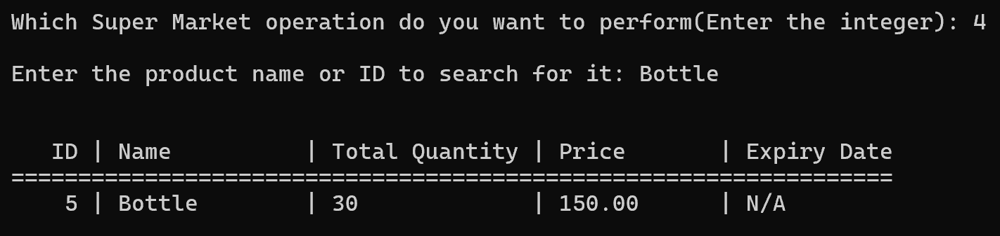 Which Super Market operation do you want to perform(Enter the integer): 4
Enter the product name or ID to search for it: Bottle
   ID | Name          | Total Quantity | Price       | Expiry Date
==================================================================
    5 | Bottle        | 30             | 150.00      | N/A